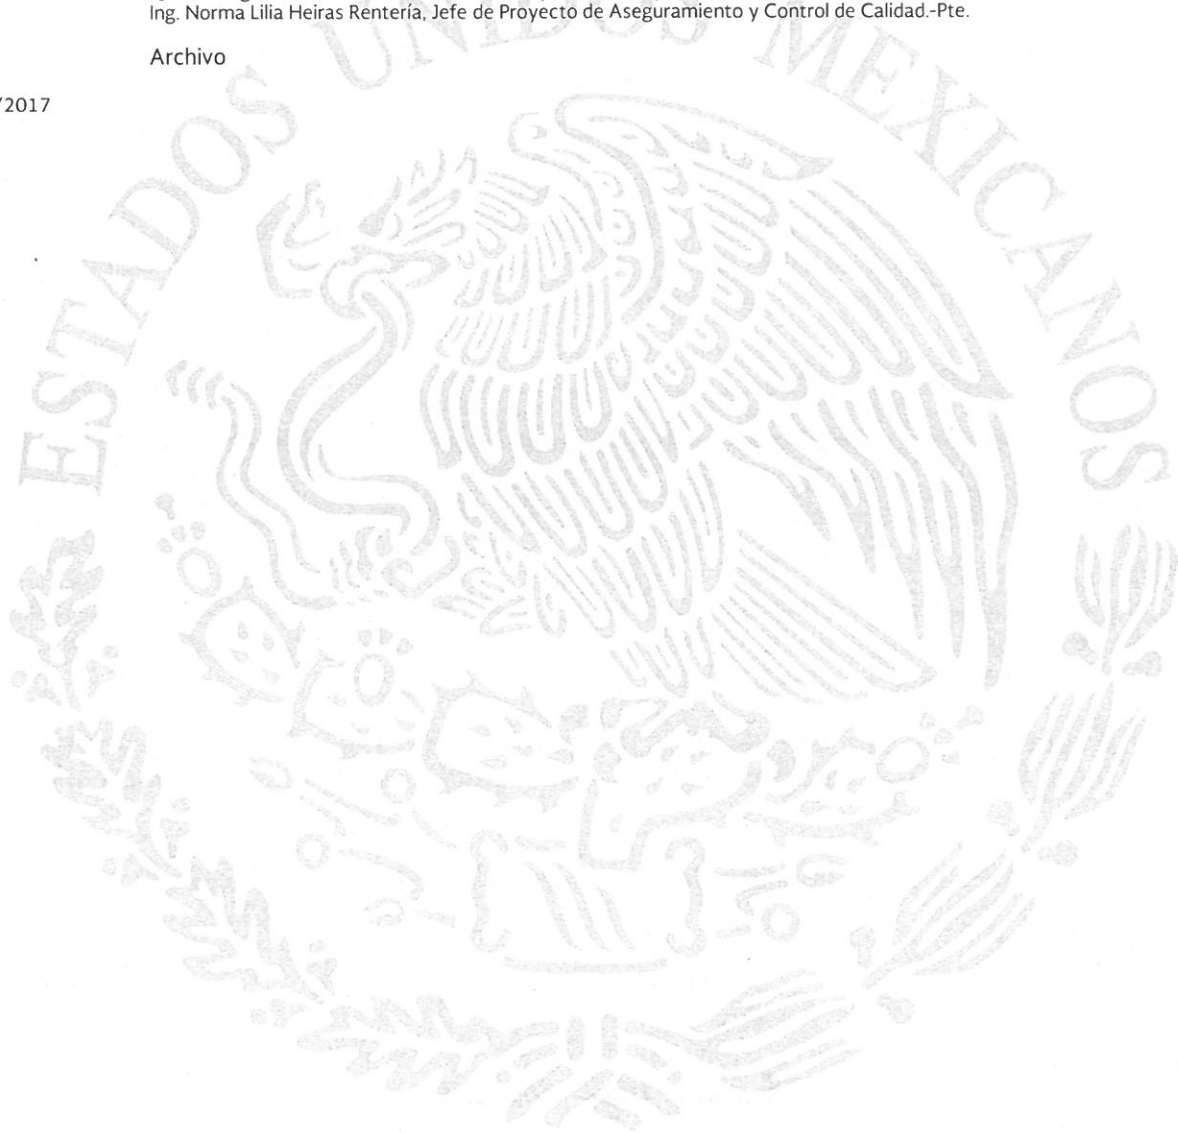 Ing. Norma Lilia Heiras Rentería, Jefe de Proyecto de Aseguramiento y Control de Calidad.-Pte.
Archivo
/2017
ESTADOS UNIDOS MEXICANOS